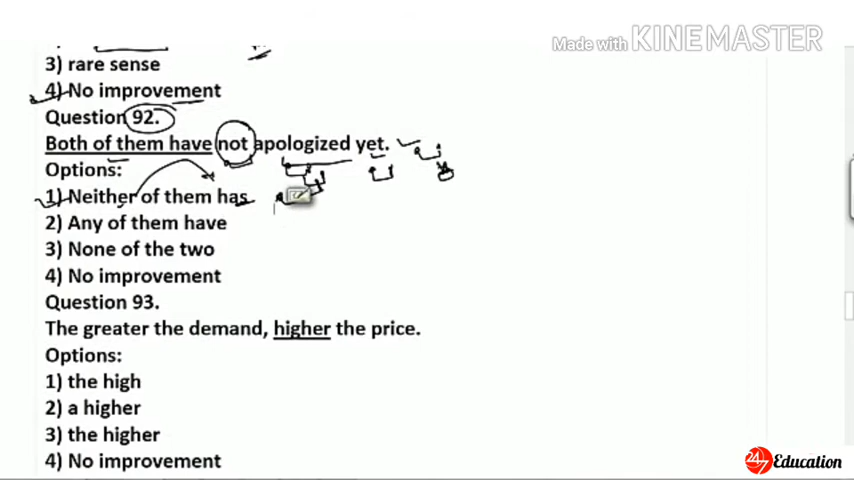 Made with KINEMASTER
3) rare sense
4) No improvement
Question 92.
Both of them have not apologized yet.
Options:
1) Neither of them has
2) Any of them have
3) None of the two
4) No improvement
Question 93.
The greater the demand, higher the price.
Options:
1) the high
2) a higher
3) the higher
4) No improvement
24/7 Education